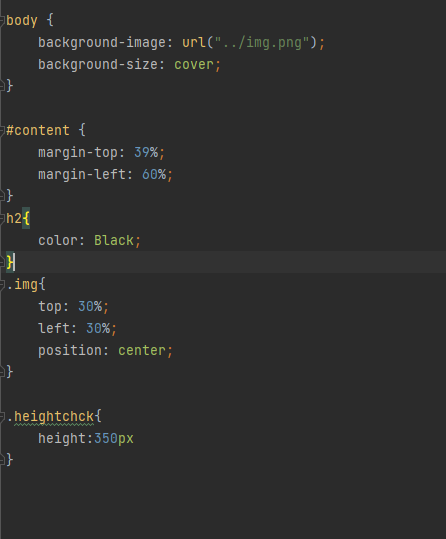 body {
    background-image: url("../img.png");
    background-size: cover;
}

#content {
    margin-top: 39%;
    margin-left: 60%;
}
h2{
    color: Black;
}
.img{
    top: 30%;
    left: 30%;
    position: center;
}

.heightchck{
    height:350px
}